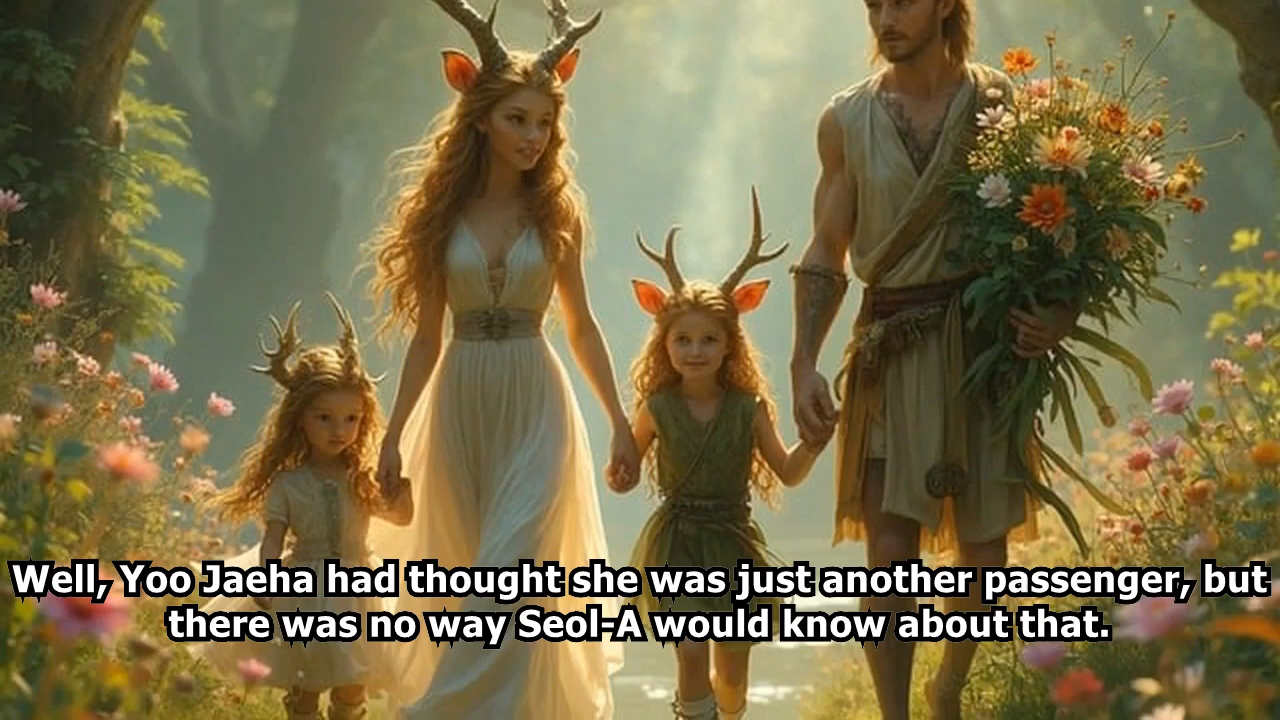 Well, Yoo Jaeha had thought she was just another passenger, but
there was no way Seol-A would know about that.